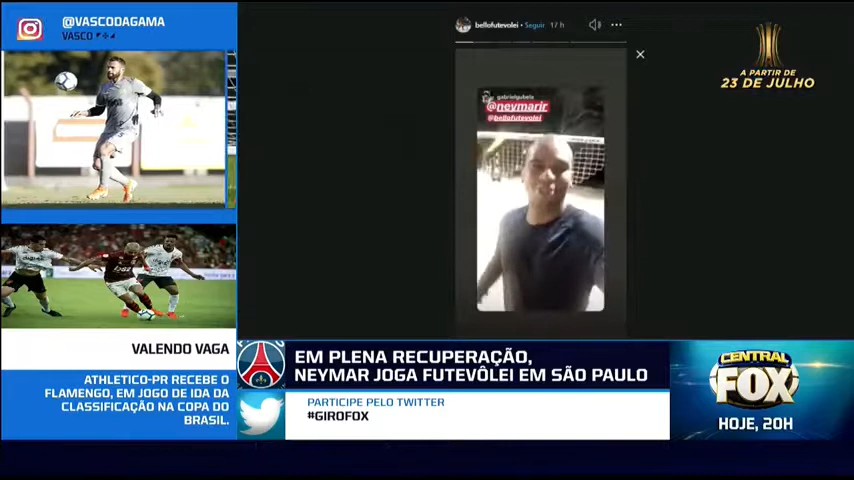 @VASCODAGAMA
VASCO
bellofutevolei • Seguir 17 h
gabrielgubela
@neymarjr
@bellofutevolei
A PARTIR DE
23 DE JULHO
VALENDO VAGA
ATHLETICO-PR RECEBE O
FLAMENGO, EM JOGO DE IDA DA
CLASSIFICAÇÃO NA COPA DO
BRASIL.
EM PLENA RECUPERAÇÃO,
NEYMAR JOGA FUTEVÔLEI EM SÃO PAULO
PARTICIPE PELO TWITTER
#GIROFOX
CENTRAL
FOX
HOJE, 20H